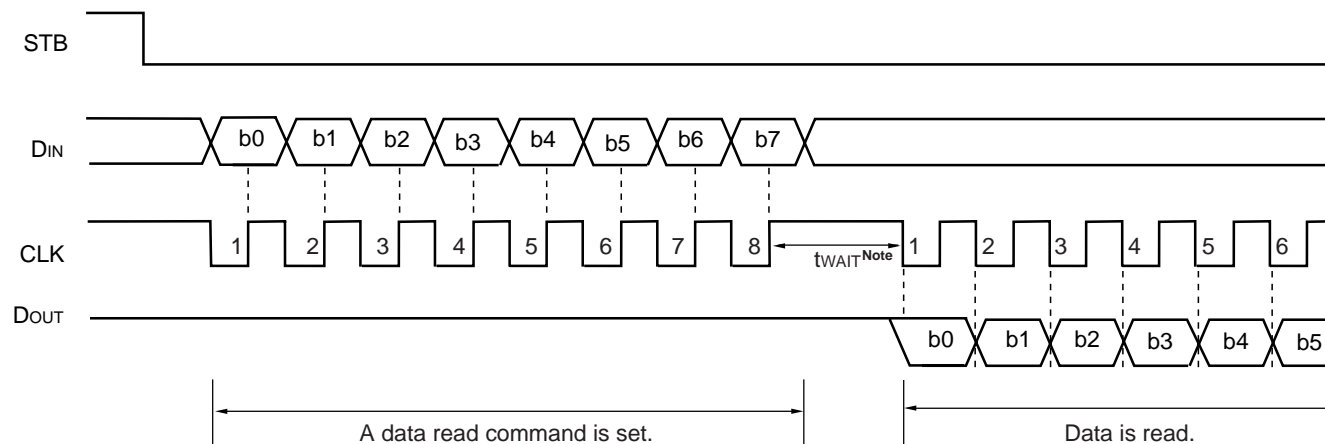 STB
DIN b0 b1 b2 b3 b4 b5 b6 b7
CLK 1 2 3 4 5 6 7 8 tWAIT Note 1 2 3 4 5 6
DOUT b0 b1 b2 b3 b4 b5
A data read command is set. Data is read.